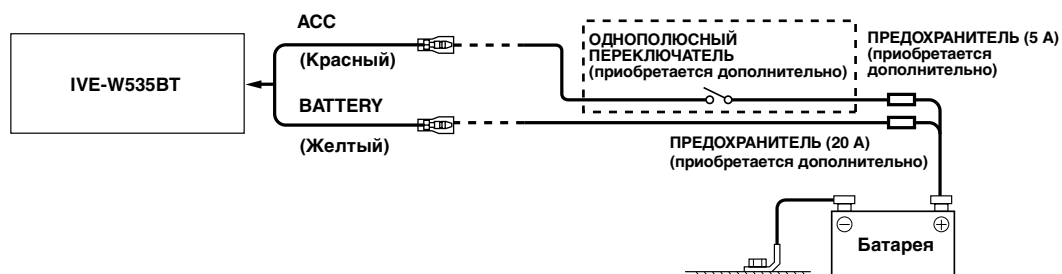 ACC
(Красный)
IVE-W535BT
BATTERY
(Желтый)
ОДНОПОЛЮСНЫЙ
ПЕРЕКЛЮЧАТЕЛЬ
(приобретается дополнительно)
ПРЕДОХРАНИТЕЛЬ (5 A)
(приобретается
дополнительно)
ПРЕДОХРАНИТЕЛЬ (20 A)
(приобретается дополнительно)
Батарея